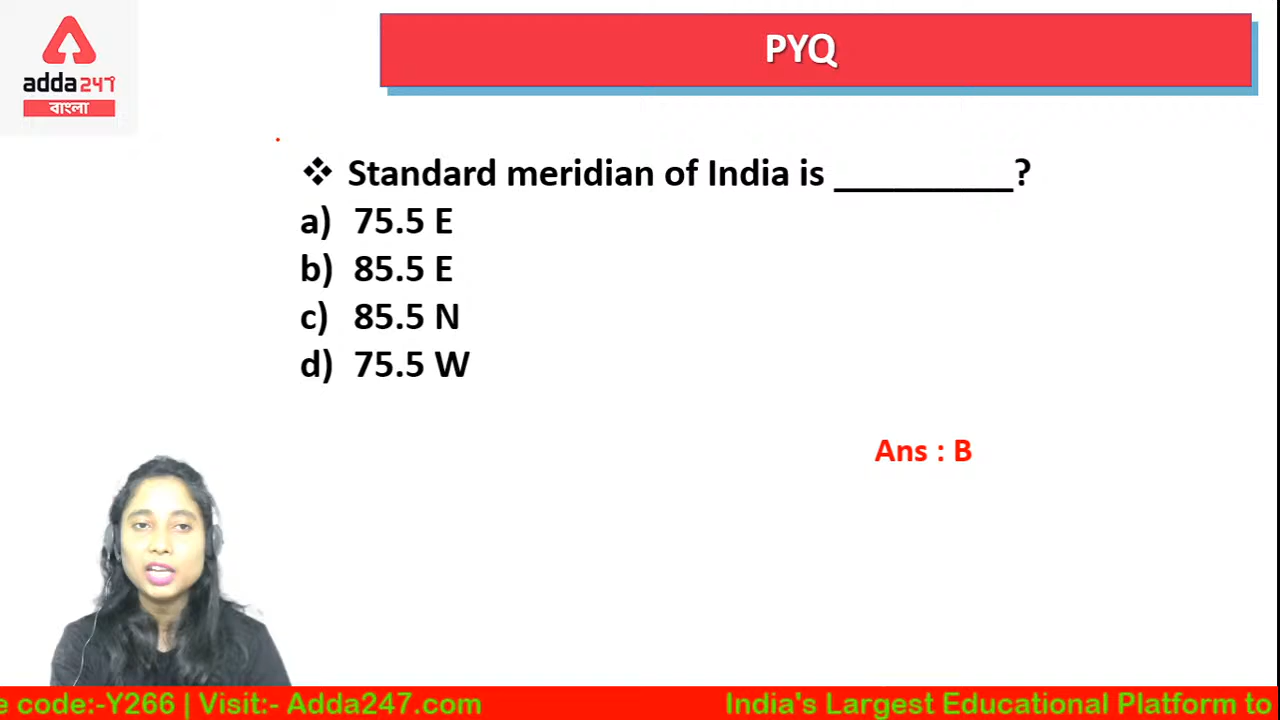 adda247
বাংলা
PYQ
❖ Standard meridian of India is __________?
a) 75.5 E
b) 85.5 E
c) 85.5 N
d) 75.5 W
Ans : B
e code:-Y266 | Visit:- Adda247.com India's Largest Educational Platform to